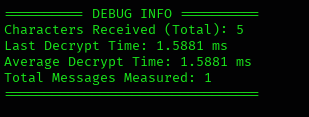 ========== DEBUG INFO ==========
Characters Received (Total): 5
Last Decrypt Time: 1.5881 ms
Average Decrypt Time: 1.5881 ms
Total Messages Measured: 1
================================